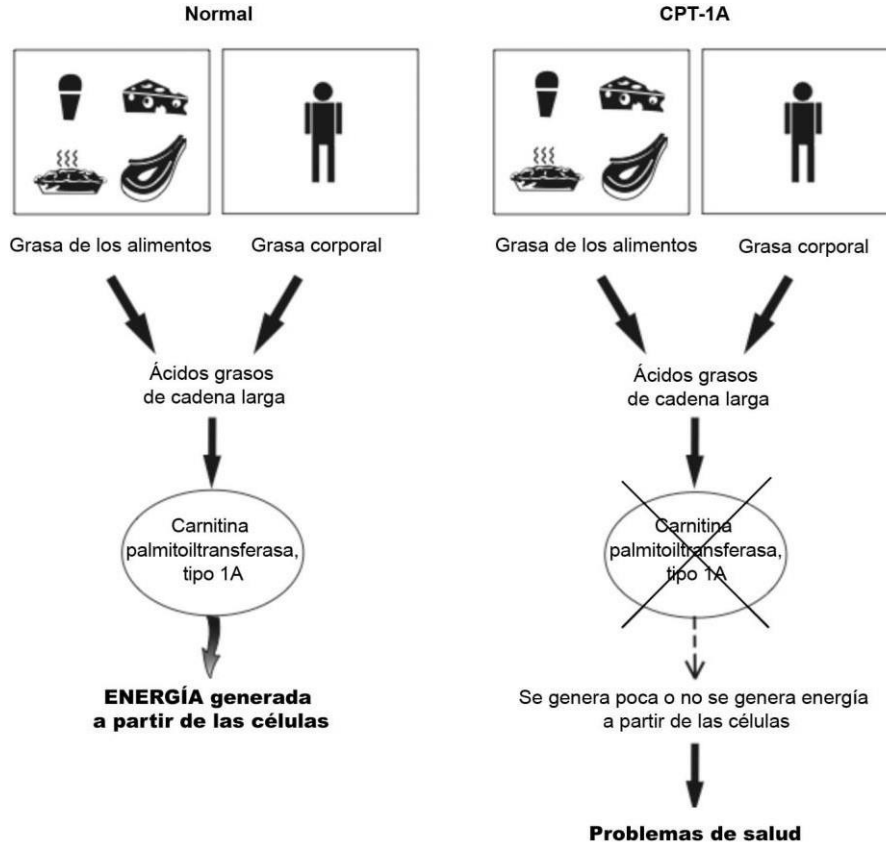 Normal
Grasa de los alimentos
Grasa corporal
Ácidos grasos
de cadena larga
Carnitina
palmitoiltransferasa,
tipo 1A
ENERGÍA generada
a partir de las células
CPT-1A
Grasa de los alimentos
Grasa corporal
Ácidos grasos
de cadena larga
Carnitina
palmitoiltransferasa,
tipo 1A
Se genera poca o no se genera energía
a partir de las células
Problemas de salud